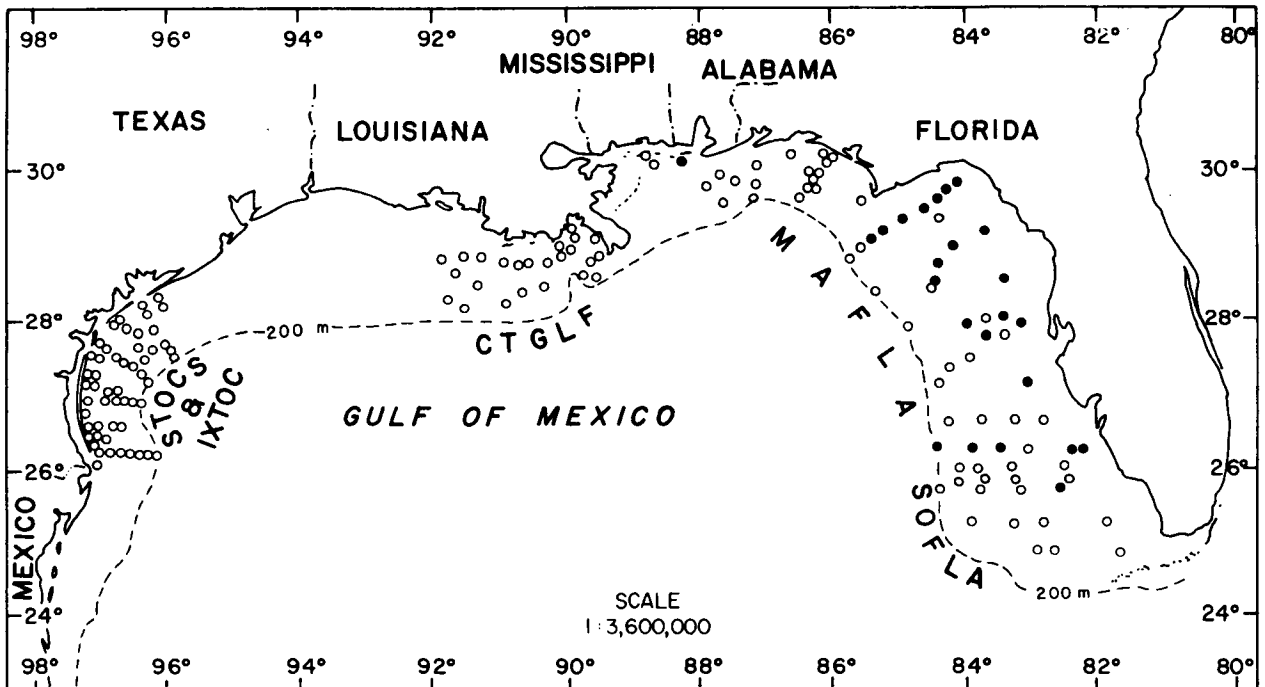 98° 96° 94° 92° 90° 88° 86° 84° 82° 80°
MISSISSIPPI ALABAMA
TEXAS LOUISIANA FLORIDA
30° 30°
28° 28°
200 m
CTGLF
MAFLA
STOCS & IXTOC
GULF OF MEXICO
26° 26°
SOFLA
MEXICO
200 m
24° 24°
SCALE
1:3,600,000
98° 96° 94° 92° 90° 88° 86° 84° 82° 80°